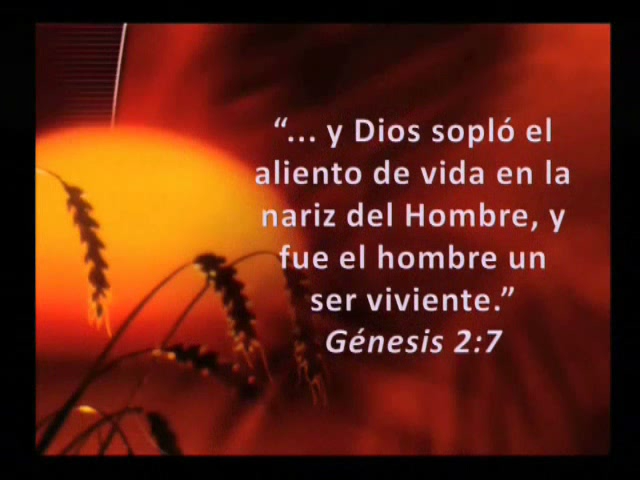 “... y Dios sopló el
aliento de vida en la
nariz del Hombre, y
fue el hombre un
ser viviente.”
Génesis 2:7